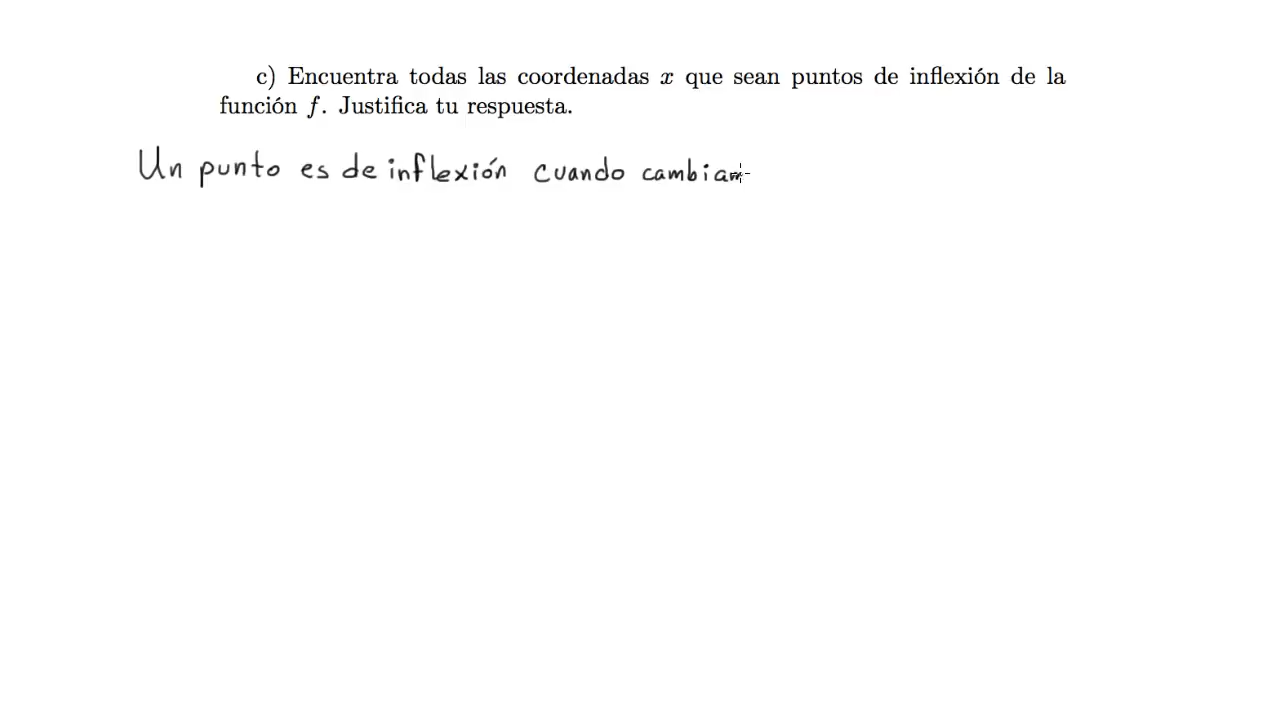 c) Encuentra todas las coordenadas x que sean puntos de inflexión de la
función f. Justifica tu respuesta.
Un punto es de inflexión cuando cambiam